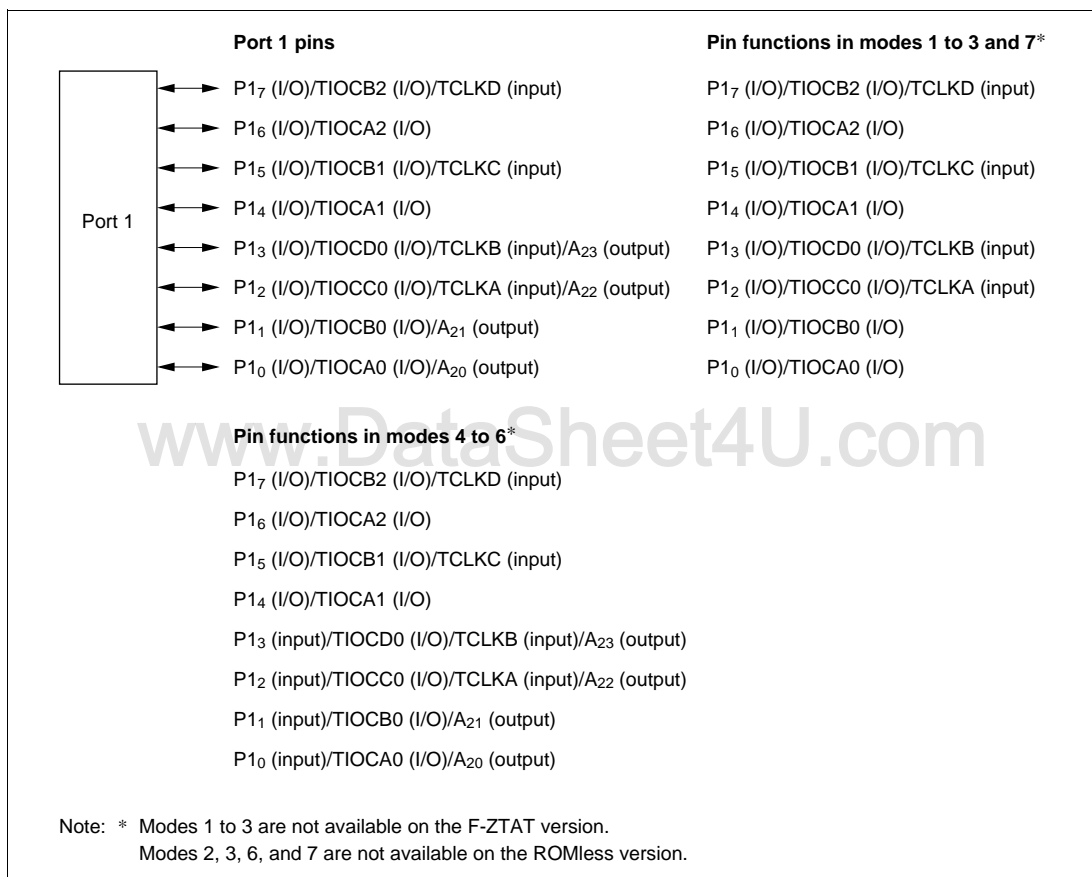 Port 1 pins
Pin functions in modes 1 to 3 and 7*
Port 1
P1₇ (I/O)/TIOCB2 (I/O)/TCLKD (input)
P1₆ (I/O)/TIOCA2 (I/O)
P1₅ (I/O)/TIOCB1 (I/O)/TCLKC (input)
P1₄ (I/O)/TIOCA1 (I/O)
P1₃ (I/O)/TIOCD0 (I/O)/TCLKB (input)/A₂₃ (output)
P1₂ (I/O)/TIOCC0 (I/O)/TCLKA (input)/A₂₂ (output)
P1₁ (I/O)/TIOCB0 (I/O)/A₂₁ (output)
P1₀ (I/O)/TIOCA0 (I/O)/A₂₀ (output)
P1₇ (I/O)/TIOCB2 (I/O)/TCLKD (input)
P1₆ (I/O)/TIOCA2 (I/O)
P1₅ (I/O)/TIOCB1 (I/O)/TCLKC (input)
P1₄ (I/O)/TIOCA1 (I/O)
P1₃ (I/O)/TIOCD0 (I/O)/TCLKB (input)
P1₂ (I/O)/TIOCC0 (I/O)/TCLKA (input)
P1₁ (I/O)/TIOCB0 (I/O)
P1₀ (I/O)/TIOCA0 (I/O)
www.DataSheet4U.com
Pin functions in modes 4 to 6*
P1₇ (I/O)/TIOCB2 (I/O)/TCLKD (input)
P1₆ (I/O)/TIOCA2 (I/O)
P1₅ (I/O)/TIOCB1 (I/O)/TCLKC (input)
P1₄ (I/O)/TIOCA1 (I/O)
P1₃ (input)/TIOCD0 (I/O)/TCLKB (input)/A₂₃ (output)
P1₂ (input)/TIOCC0 (I/O)/TCLKA (input)/A₂₂ (output)
P1₁ (input)/TIOCB0 (I/O)/A₂₁ (output)
P1₀ (input)/TIOCA0 (I/O)/A₂₀ (output)
Note: * Modes 1 to 3 are not available on the F-ZTAT version.
Modes 2, 3, 6, and 7 are not available on the ROMless version.